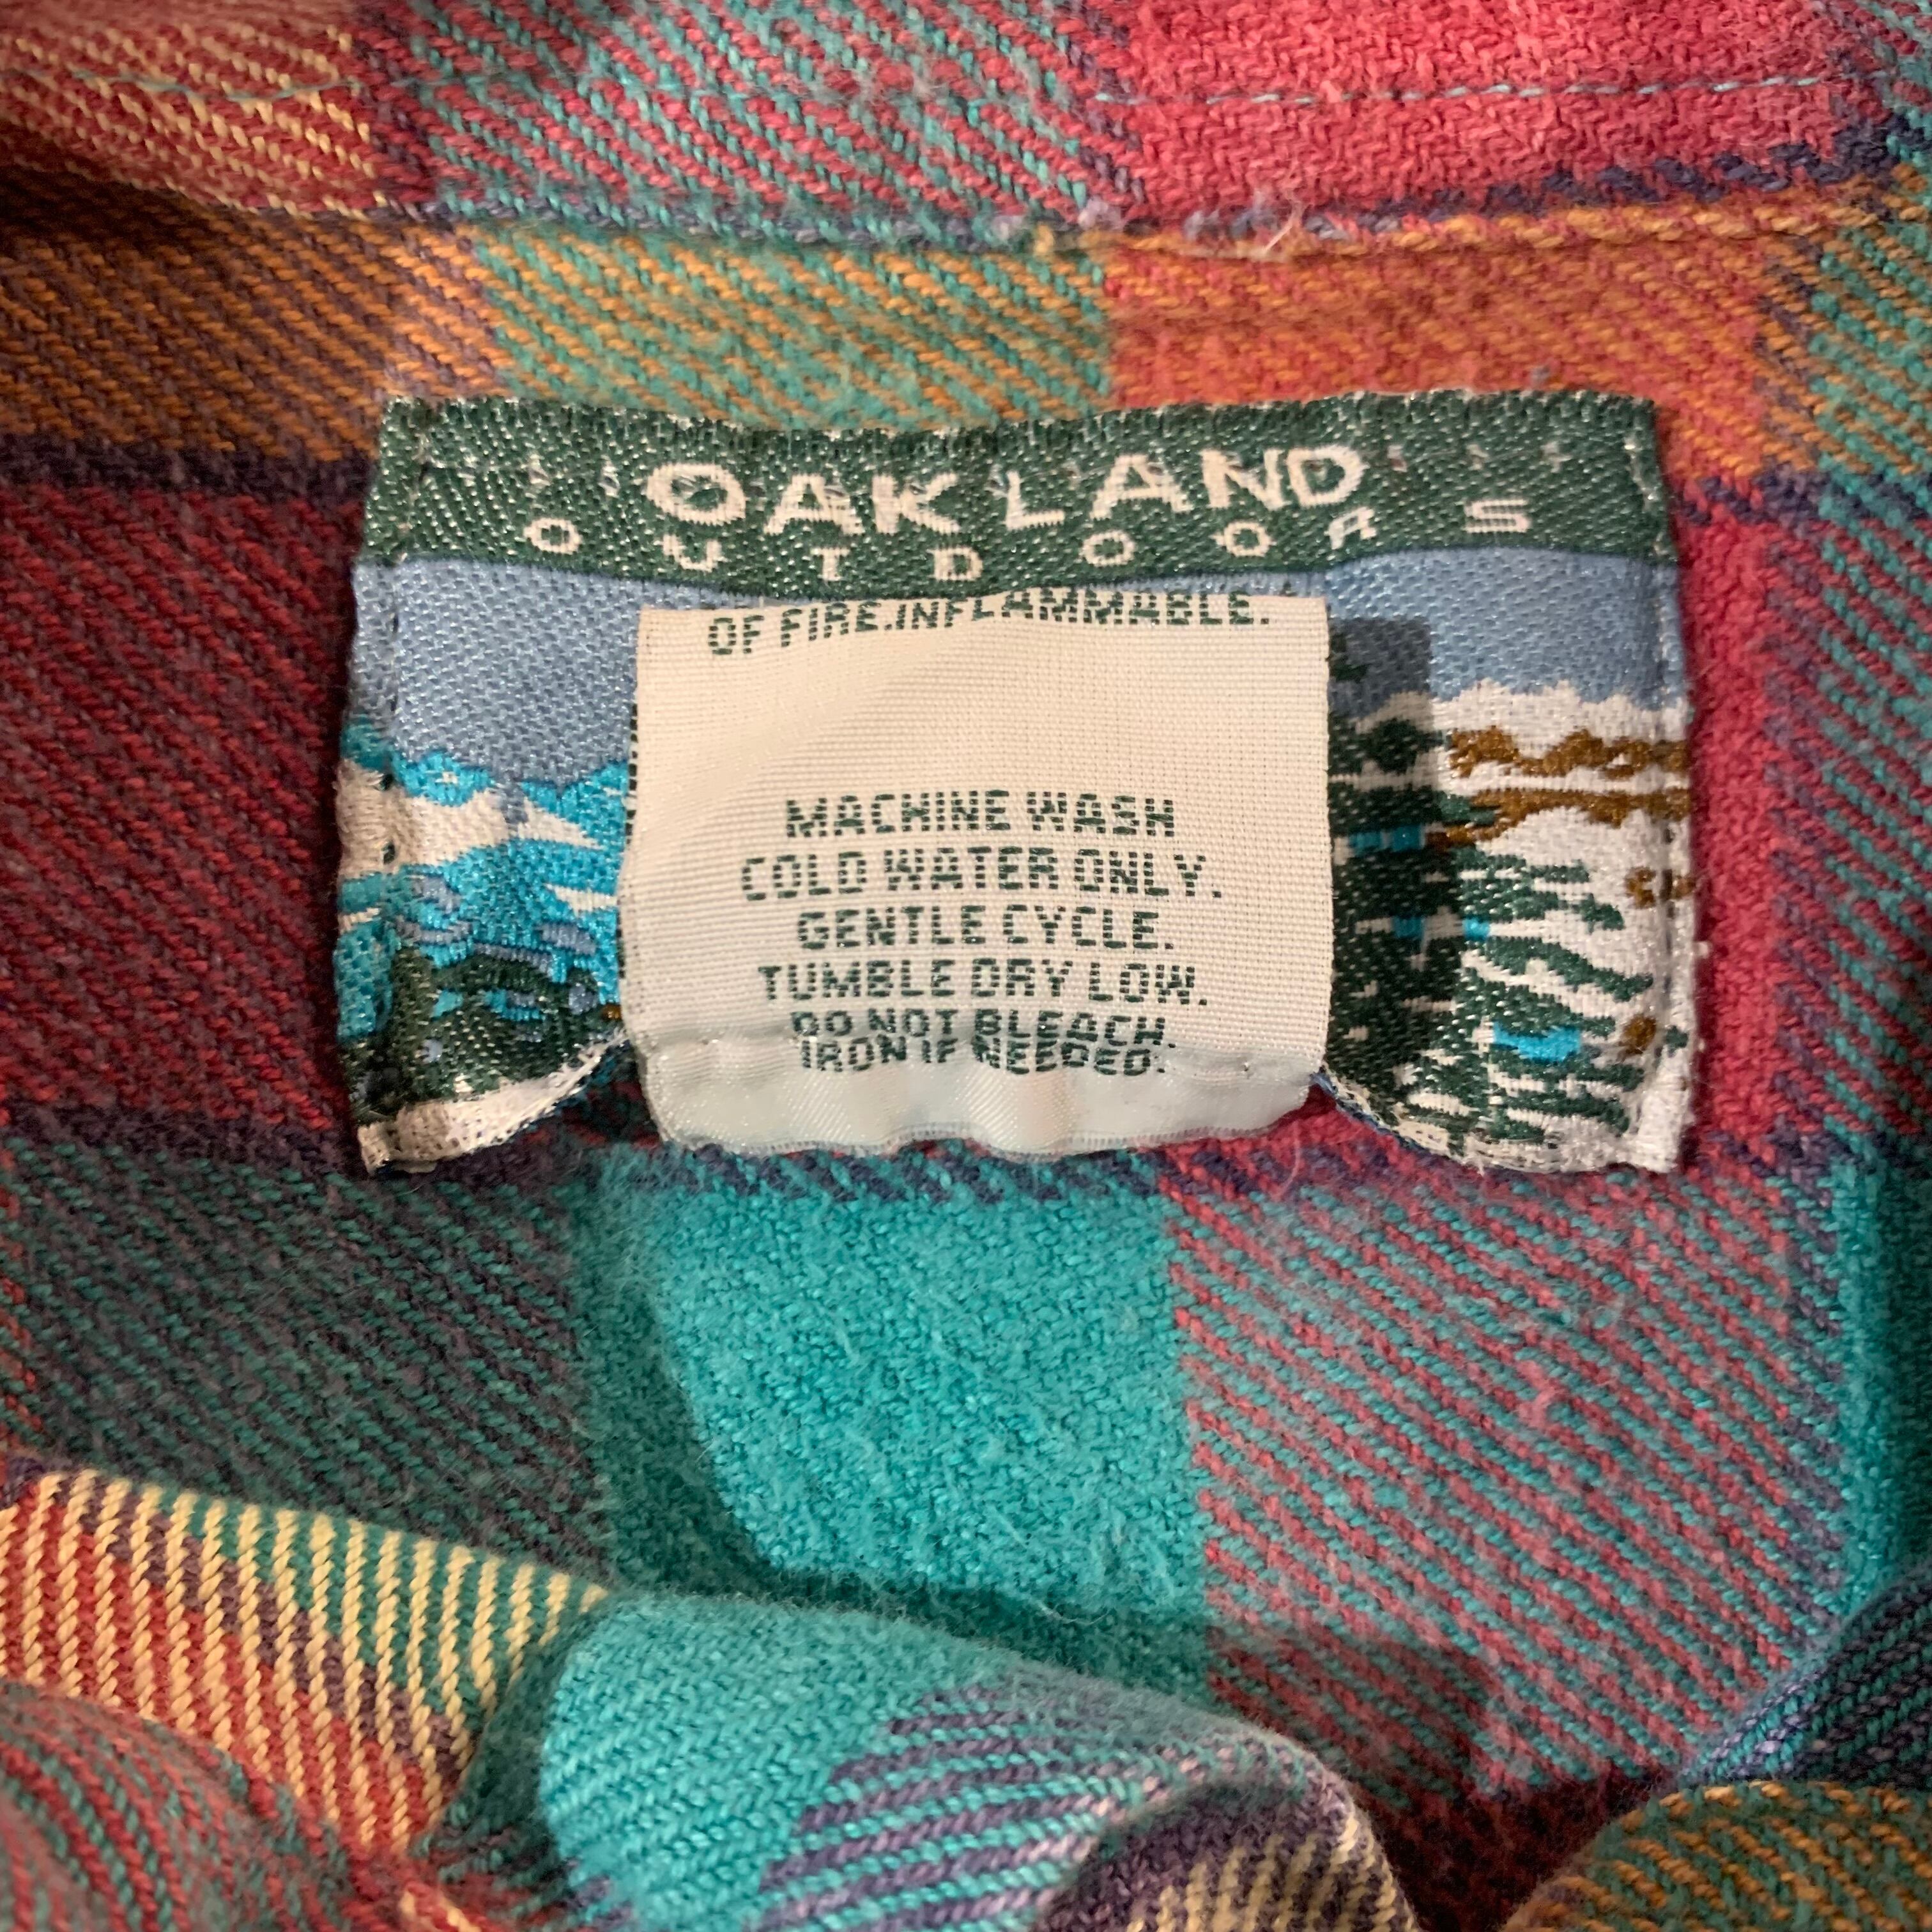 OAKLAND
OUTDOORS
OF FIRE.INFLAMMABLE.
MACHINE WASH
COLD WATER ONLY.
GENTLE CYCLE.
TUMBLE DRY LOW.
DO NOT BLEACH.
IRON IF NEEDED.